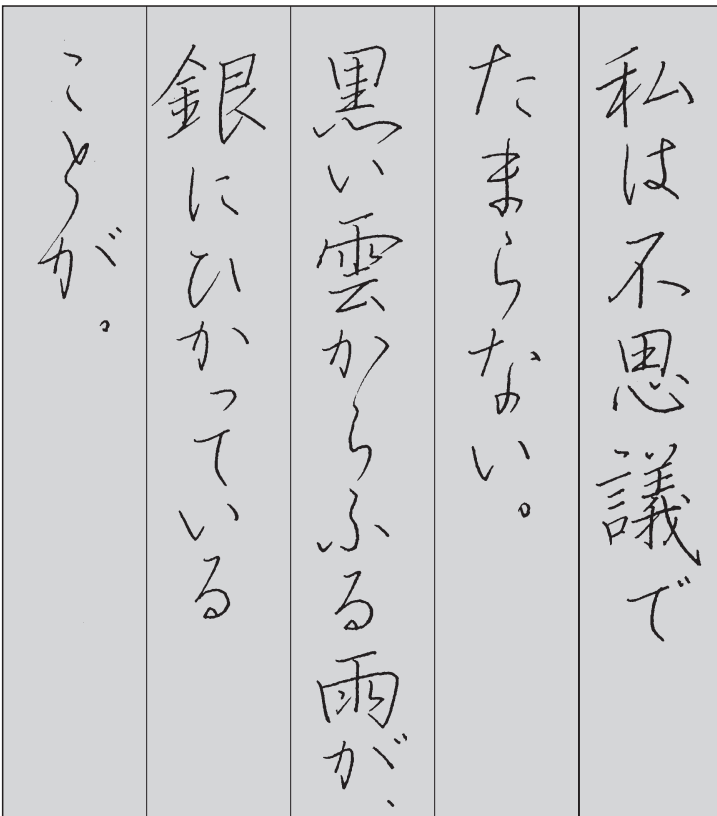 私は不思議で
たまらない。
黒い雲からふる雨が、
銀にひかっている
ことが。